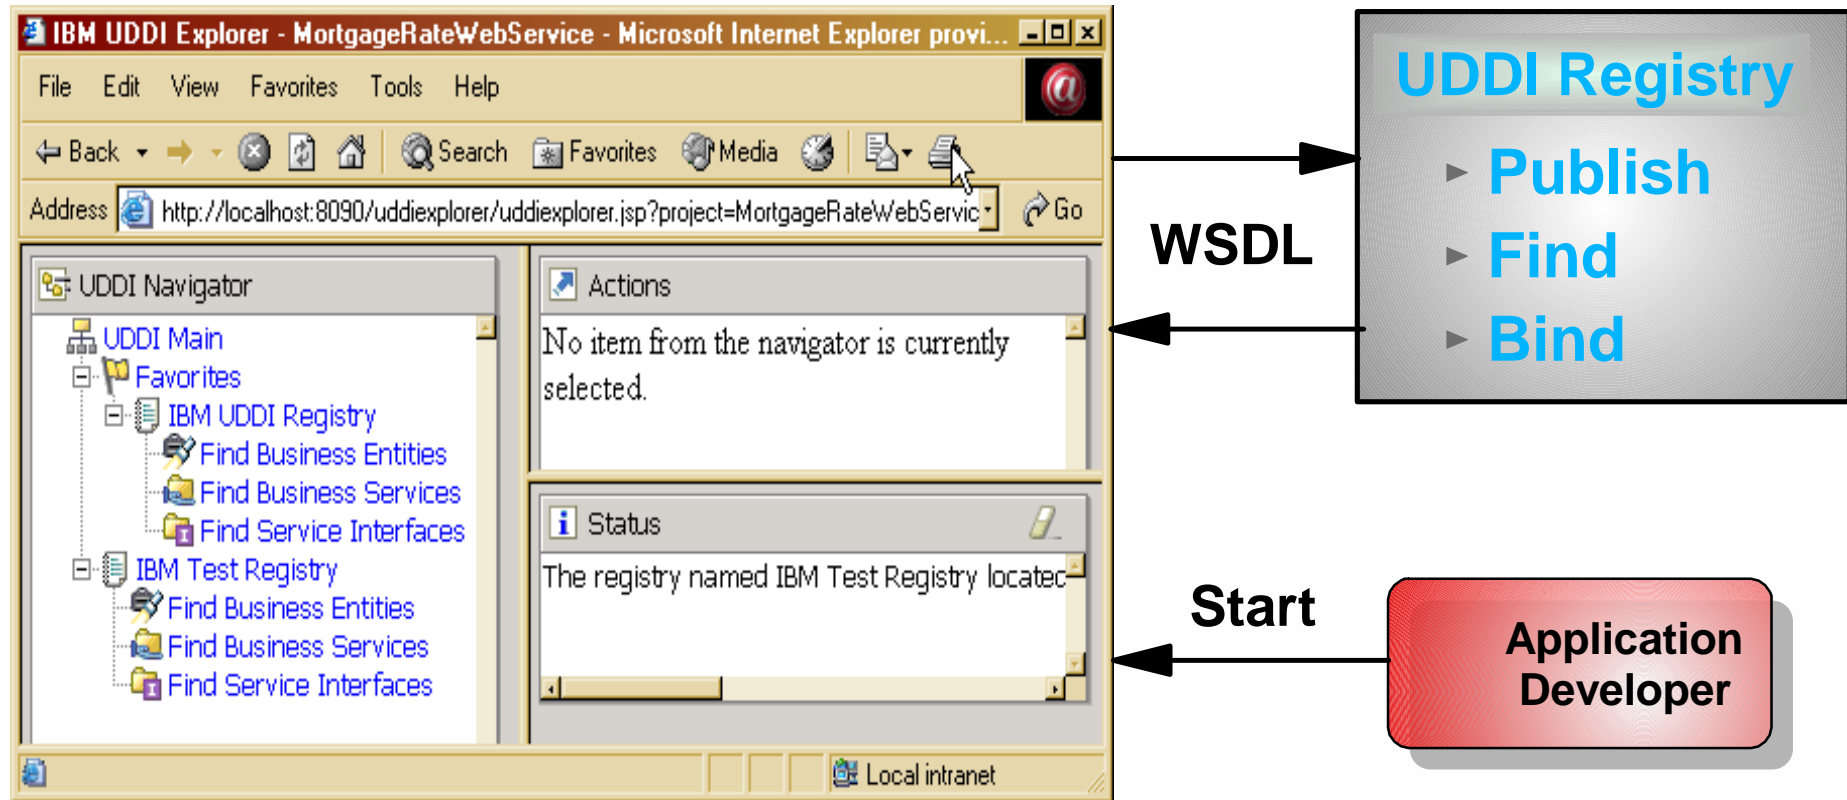 IBM UDDI Explorer - MortgageRateWebService - Microsoft Internet Explorer provi...
File Edit View Favorites Tools Help
Back Search Favorites Media
Address http://localhost:8090/uddiexplorer/uddiexplorer.jsp?project=MortgageRateWebServic Go
UDDI Navigator
UDDI Main
Favorites
IBM UDDI Registry
Find Business Entities
Find Business Services
Find Service Interfaces
IBM Test Registry
Find Business Entities
Find Business Services
Find Service Interfaces
Actions
No item from the navigator is currently
selected.
Status
The registry named IBM Test Registry located
Local intranet
WSDL
UDDI Registry
Publish
Find
Bind
Start
Application
Developer